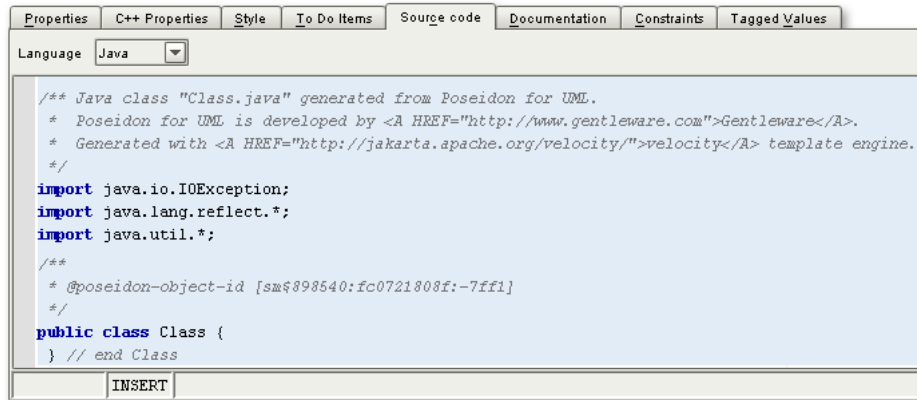 Properties C++ Properties Style To Do Items Source code Documentation Constraints Tagged Values
Language Java
/** Java class "Class.java" generated from Poseidon for UML.
* Poseidon for UML is developed by <A HREF="http://www.gentleware.com">Gentleware</A>.
* Generated with <A HREF="http://jakarta.apache.org/velocity/">velocity</A> template engine.
*/
import java.io.IOException;
import java.lang.reflect.*;
import java.util.*;
/**
* @poseidon-object-id [sm$898540:fc0721808f:-7ff1]
*/
public class Class {
} // end Class
INSERT